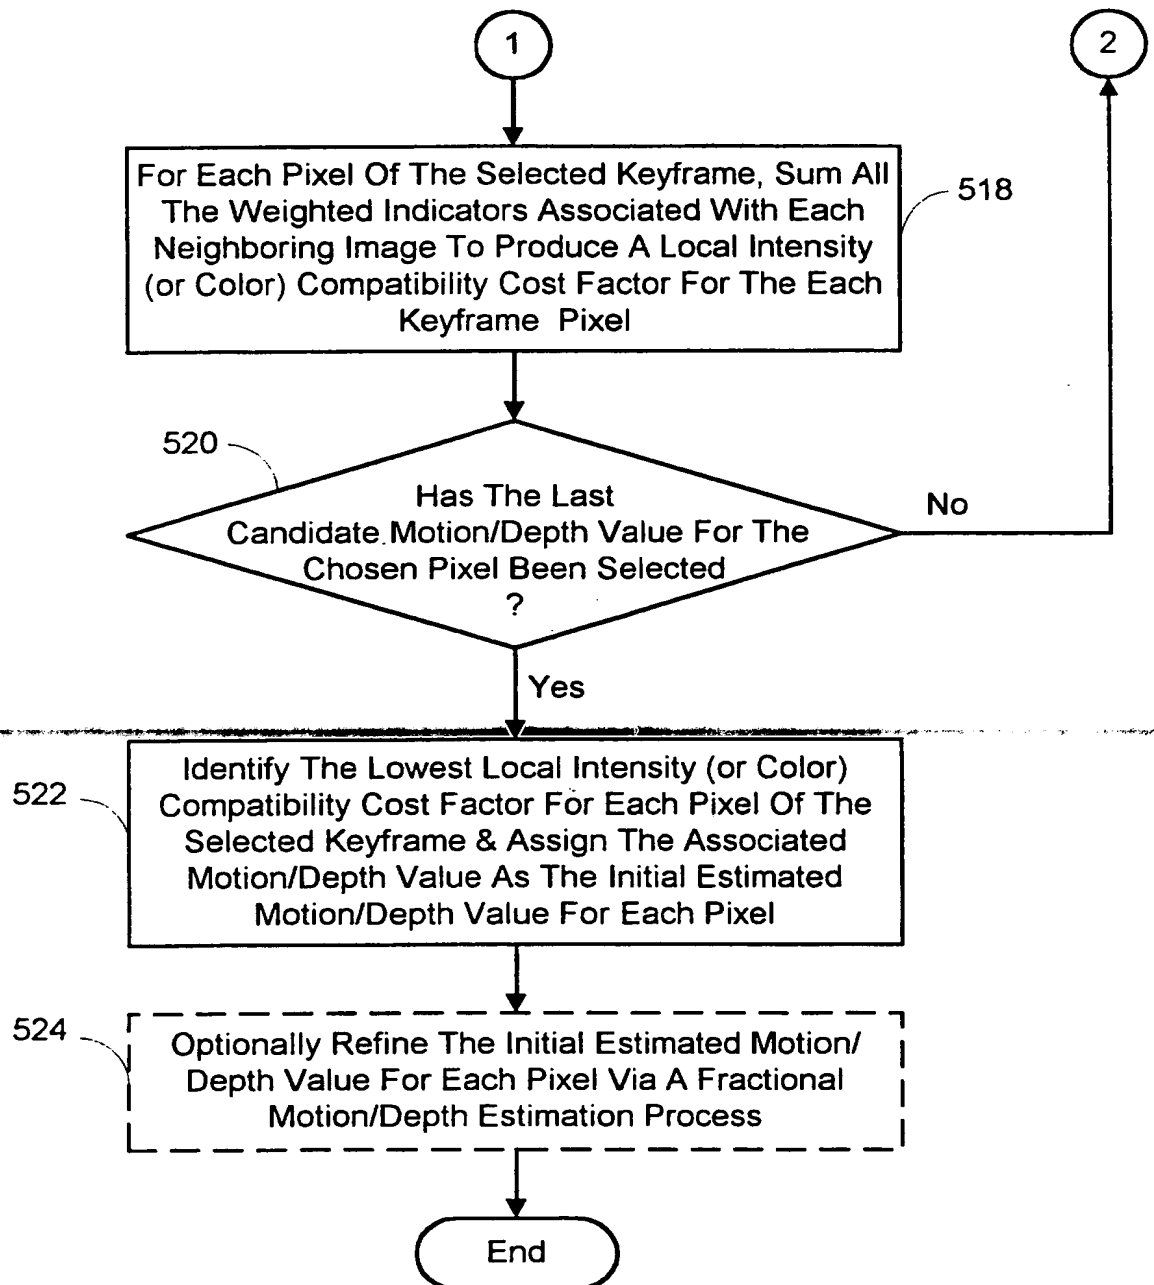 1
2
For Each Pixel Of The Selected Keyframe, Sum All
The Weighted Indicators Associated With Each
Neighboring Image To Produce A Local Intensity
(or Color) Compatibility Cost Factor For The Each
Keyframe Pixel
518
520
Has The Last
Candidate Motion/Depth Value For The
Chosen Pixel Been Selected
?
No
Yes
522
Identify The Lowest Local Intensity (or Color)
Compatibility Cost Factor For Each Pixel Of The
Selected Keyframe & Assign The Associated
Motion/Depth Value As The Initial Estimated
Motion/Depth Value For Each Pixel
524
Optionally Refine The Initial Estimated Motion/
Depth Value For Each Pixel Via A Fractional
Motion/Depth Estimation Process
End